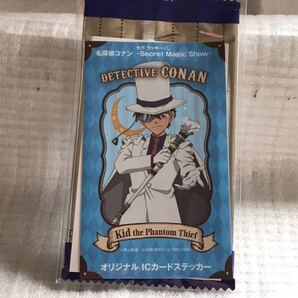 セガ ラッキーくじ
名探偵コナン -Secret Magic Show-
DETECTIVE CONAN
Kid the Phantom Thief
オリジナル ICカードステッカー